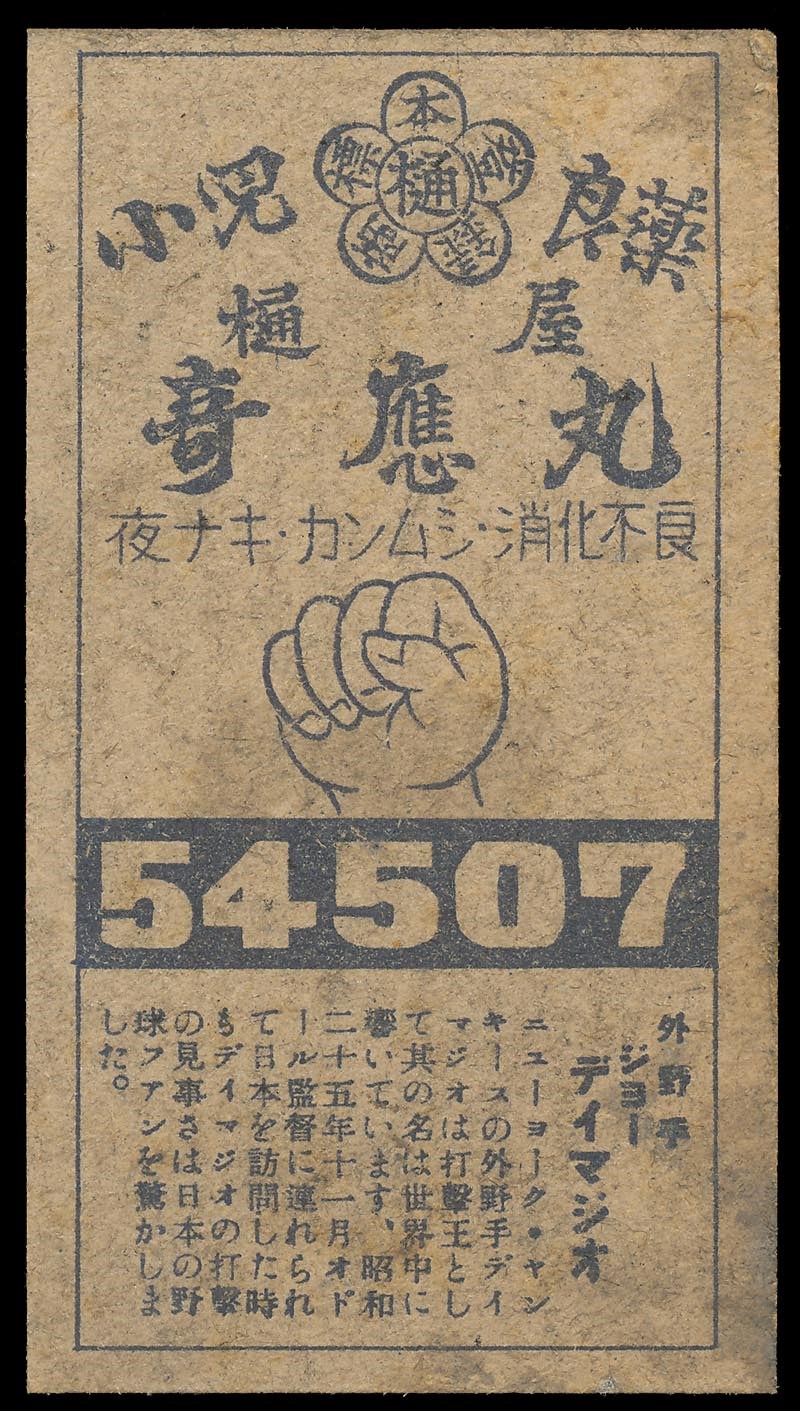 本
樋
小児 良薬
樋屋
奇應丸
夜ナキ・カンムシ・消化不良
54507
外野手
ジョー
デイマジオ
ニューヨーク・ヤン
キースの外野手デイ
マジオは打撃王とし
て其の名は世界中に
響いています、昭和
二十五年十一月オド
ール監督に連れられ
て日本を訪問した時
もデイマジオの打撃
の見事さは日本の野
球ファンを驚かしま
した。